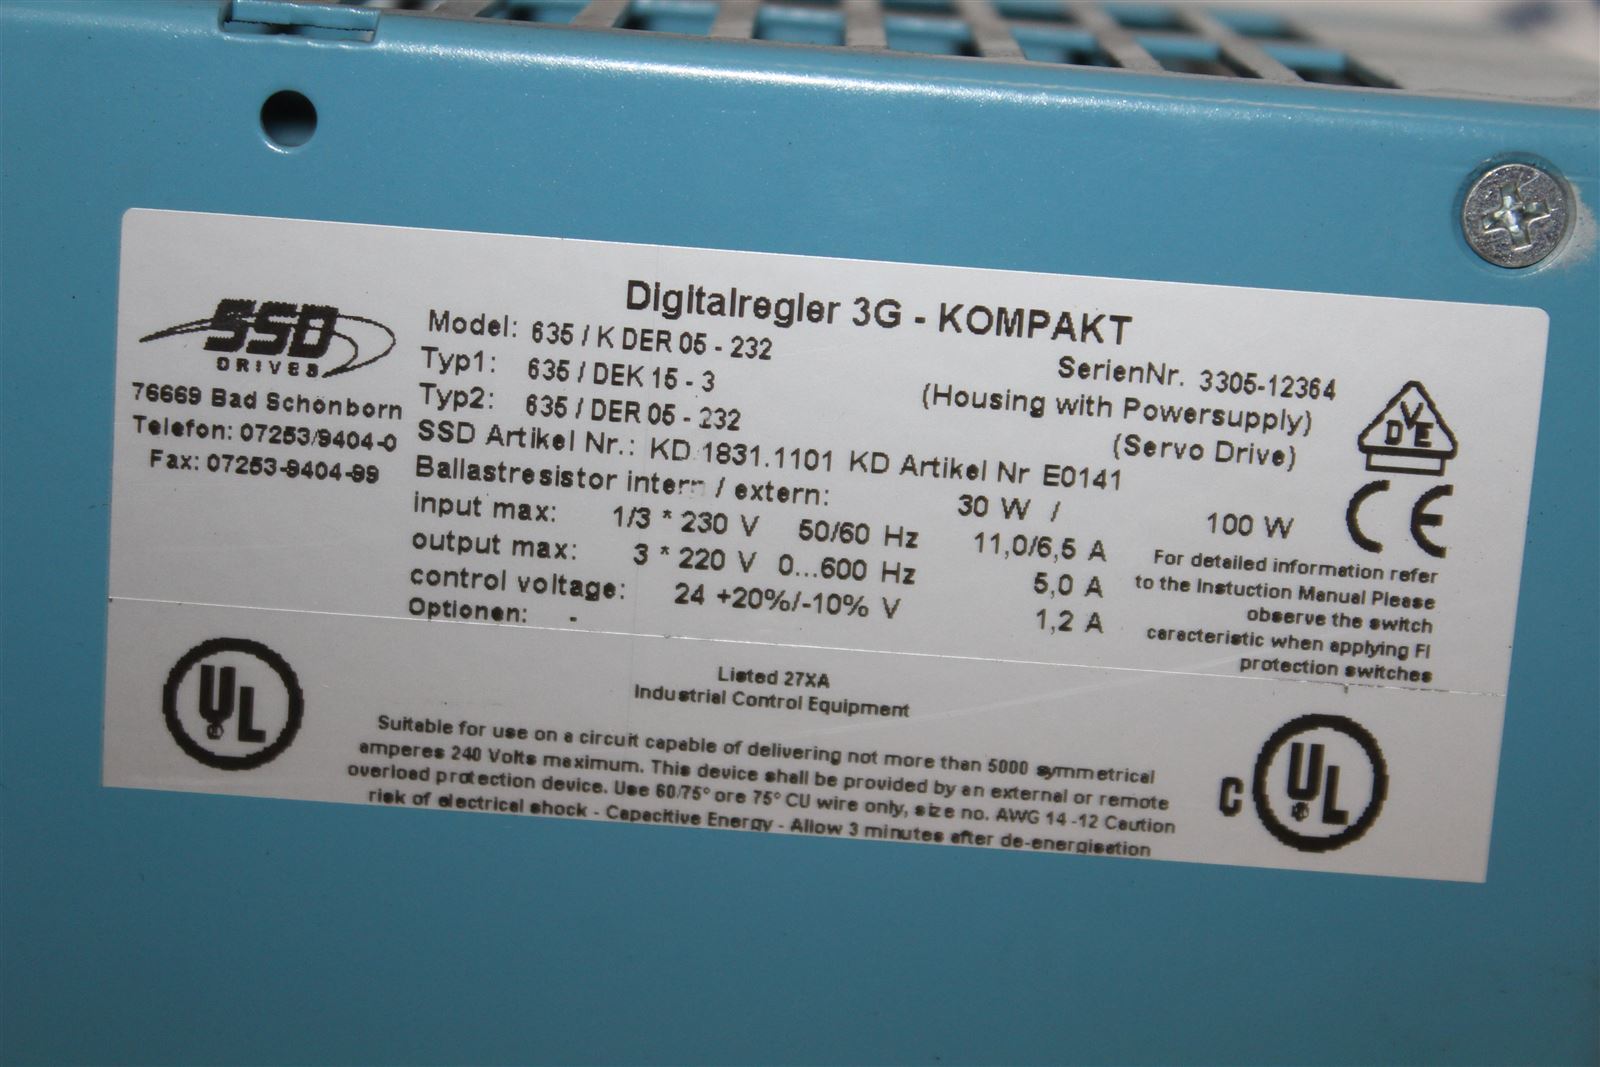 Digitalregler 3G - KOMPAKT
SSD
DRIVES
76669 Bad Schönborn
Telefon: 07253/9404-0
Fax: 07253-9404-99
Model: 635 / K DER 05 - 232
SerienNr. 3305-12364
Typ1: 635 / DEK 15 - 3
(Housing with Powersupply)
Typ2: 635 / DER 05 - 232
(Servo Drive)
SSD Artikel Nr.: KD 1831.1101 KD Artikel Nr E0141
Ballastresistor intern / extern: 30 W / 100 W
input max: 1/3 * 230 V 50/60 Hz 11,0/6,5 A
output max: 3 * 220 V 0...600 Hz 5,0 A
control voltage: 24 +20%/-10% V 1,2 A
Optionen: -
VDE
CE
For detailed information refer
to the Instuction Manual Please
observe the switch
caracteristic when applying FI
protection switches
UL
Listed 27XA
Industrial Control Equipment
Suitable for use on a circuit capable of delivering not more than 5000 symmetrical
amperes 240 Volts maximum. This device shall be provided by an external or remote
overload protection device. Use 60/75° ore 75° CU wire only, size no. AWG 14 -12 Caution
risk of electrical shock - Capacitive Energy - Allow 3 minutes after de-energisation
C UL